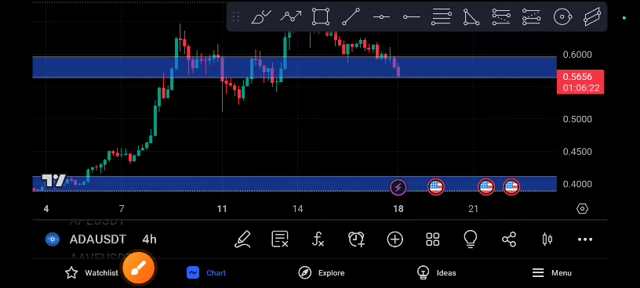 0.6000
0.5656
01:06:22
0.5000
0.4500
0.4000
4 7 11 14 18 21
ADAUSDT 4h
Watchlist Chart Explore Ideas Menu